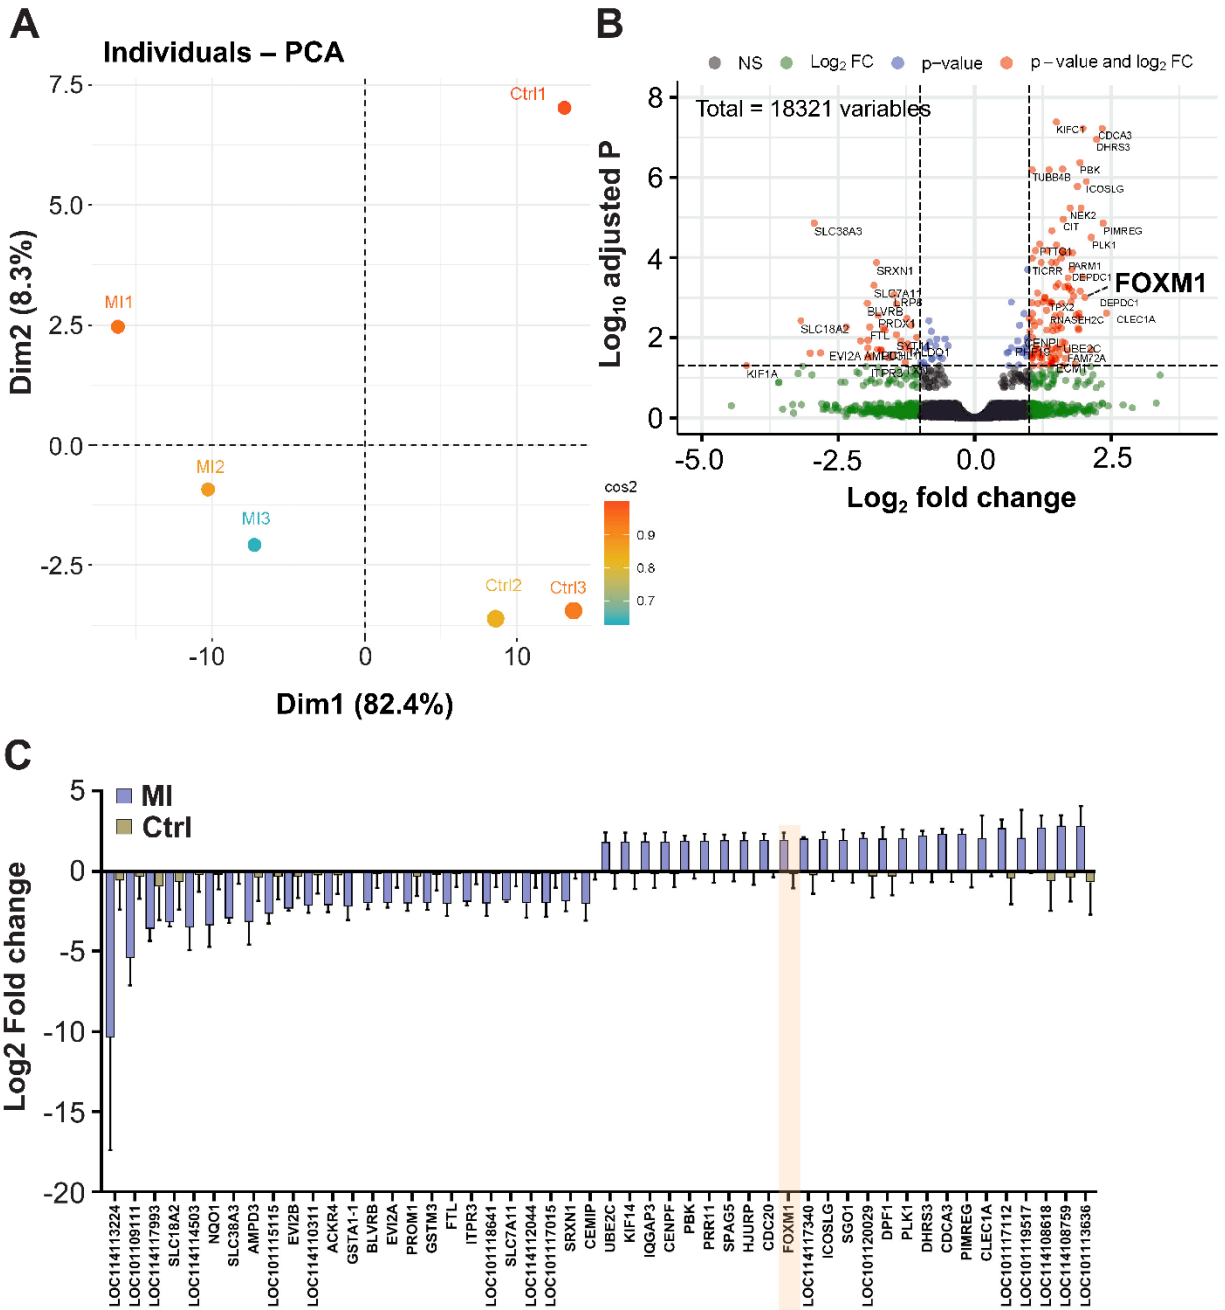 A
Individuals – PCA
Dim2 (8.3%)
7.5
5.0
2.5
0.0
-2.5
Ctrl1
MI1
MI2
MI3
Ctrl2
Ctrl3
-10
0
10
Dim1 (82.4%)
cos2
0.9
0.8
0.7
B
NS
Log2 FC
p-value
p – value and log2 FC
Total = 18321 variables
Log10 adjusted P
8
6
4
2
0
KIFC1
CDCA3
DHRS3
TUBB4B
PBK
ICOSLG
NEK2
CIT
PIMREG
SLC38A3
PTTG1
PLK1
SRXN1
TICRR
PARM1
DEPDC1
FOXM1
SLC7A11
LRP8
DEPDC1
BLVRB
TPX2
CLEC1A
PRDX1
RNASEH2C
SLC18A2
FTL
CENPL
UBE2C
EVI2A
PHF19
FAM72A
KIF1A
ITPR3
ECM1
-5.0
-2.5
0.0
2.5
Log2 fold change
C
MI
Ctrl
Log2 Fold change
5
0
-5
-10
-15
-20
LOC114113224
LOC101109111
LOC114117993
SLC18A2
LOC114114503
NQO1
SLC38A3
AMPD3
LOC101115115
EVI2B
LOC114110311
ACKR4
GSTA1-1
BLVRB
EVI2A
PROM1
GSTM3
FTL
ITPR3
LOC101118641
SLC7A11
LOC114112044
LOC101117015
SRXN1
CEMIP
UBE2C
KIF14
IQGAP3
CENPF
PBK
PRR11
SPAG5
HJURP
CDC20
FOXM1
LOC114117340
ICOSLG
SGO1
LOC101120029
DPF1
PLK1
DHRS3
CDCA3
PIMREG
CLEC1A
LOC101117112
LOC101119517
LOC114108618
LOC114108759
LOC101113636